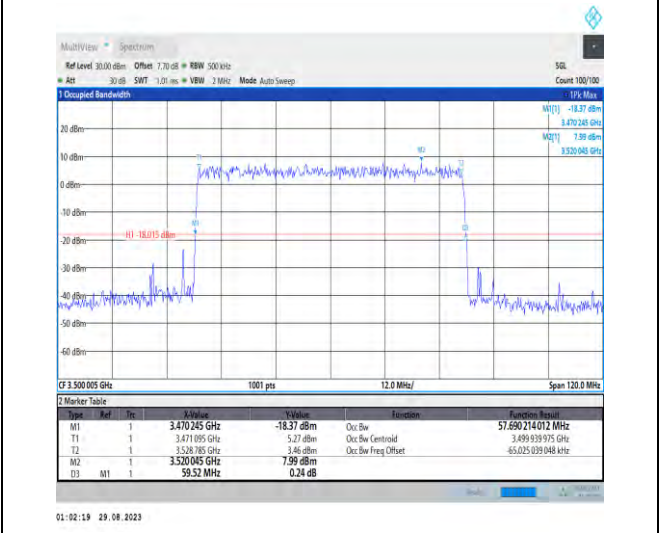 MultiView Spectrum
Ref Level 30.00 dBm Offset 7.70 dB RBW 500 kHz SGL
Att 30 dB SWT 1.01 ms VBW 2 MHz Mode Auto Sweep Count 100/100
1 Occupied Bandwidth 1Pk Max
M1[1] -18.37 dBm
3.470 245 GHz
M2[1] 7.99 dBm
3.520 045 GHz
20 dBm
10 dBm
M2
T1
T2
0 dBm
-10 dBm
M1
H1 -18.015 dBm
D3
-20 dBm
-30 dBm
-40 dBm
-50 dBm
-60 dBm
CF 3.500 005 GHz 1001 pts 12.0 MHz/ Span 120.0 MHz
2 Marker Table
Type Ref Trc X-Value Y-Value Function Function Result
M1 1 3.470 245 GHz -18.37 dBm Occ Bw 57.690 214 012 MHz
T1 1 3.471 095 GHz 5.27 dBm Occ Bw Centroid 3.499 939 975 GHz
T2 1 3.528 785 GHz 3.46 dBm Occ Bw Freq Offset -65.025 039 048 kHz
M2 1 3.520 045 GHz 7.99 dBm
D3 M1 1 59.52 MHz 0.24 dB
01:02:19 29.08.2023